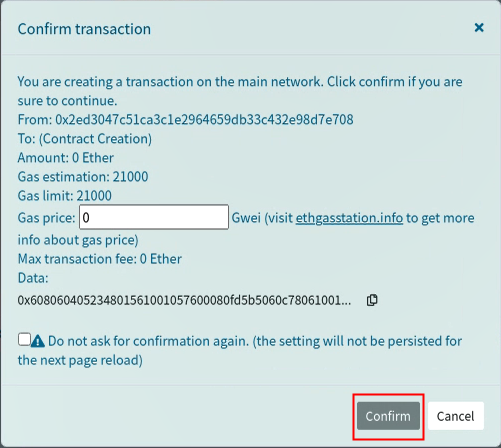 Confirm transaction
You are creating a transaction on the main network. Click confirm if you are
sure to continue.
From: 0x2ed3047c51ca3c1e2964659db33c432e98d7e708
To: (Contract Creation)
Amount: 0 Ether
Gas estimation: 21000
Gas limit: 21000
Gas price: 0 Gwei (visit ethgasstation.info to get more
info about gas price)
Max transaction fee: 0 Ether
Data:
0x608060405234801561001057600080fd5b5060c78061001...
Do not ask for confirmation again. (the setting will not be persisted for
the next page reload)
Confirm Cancel